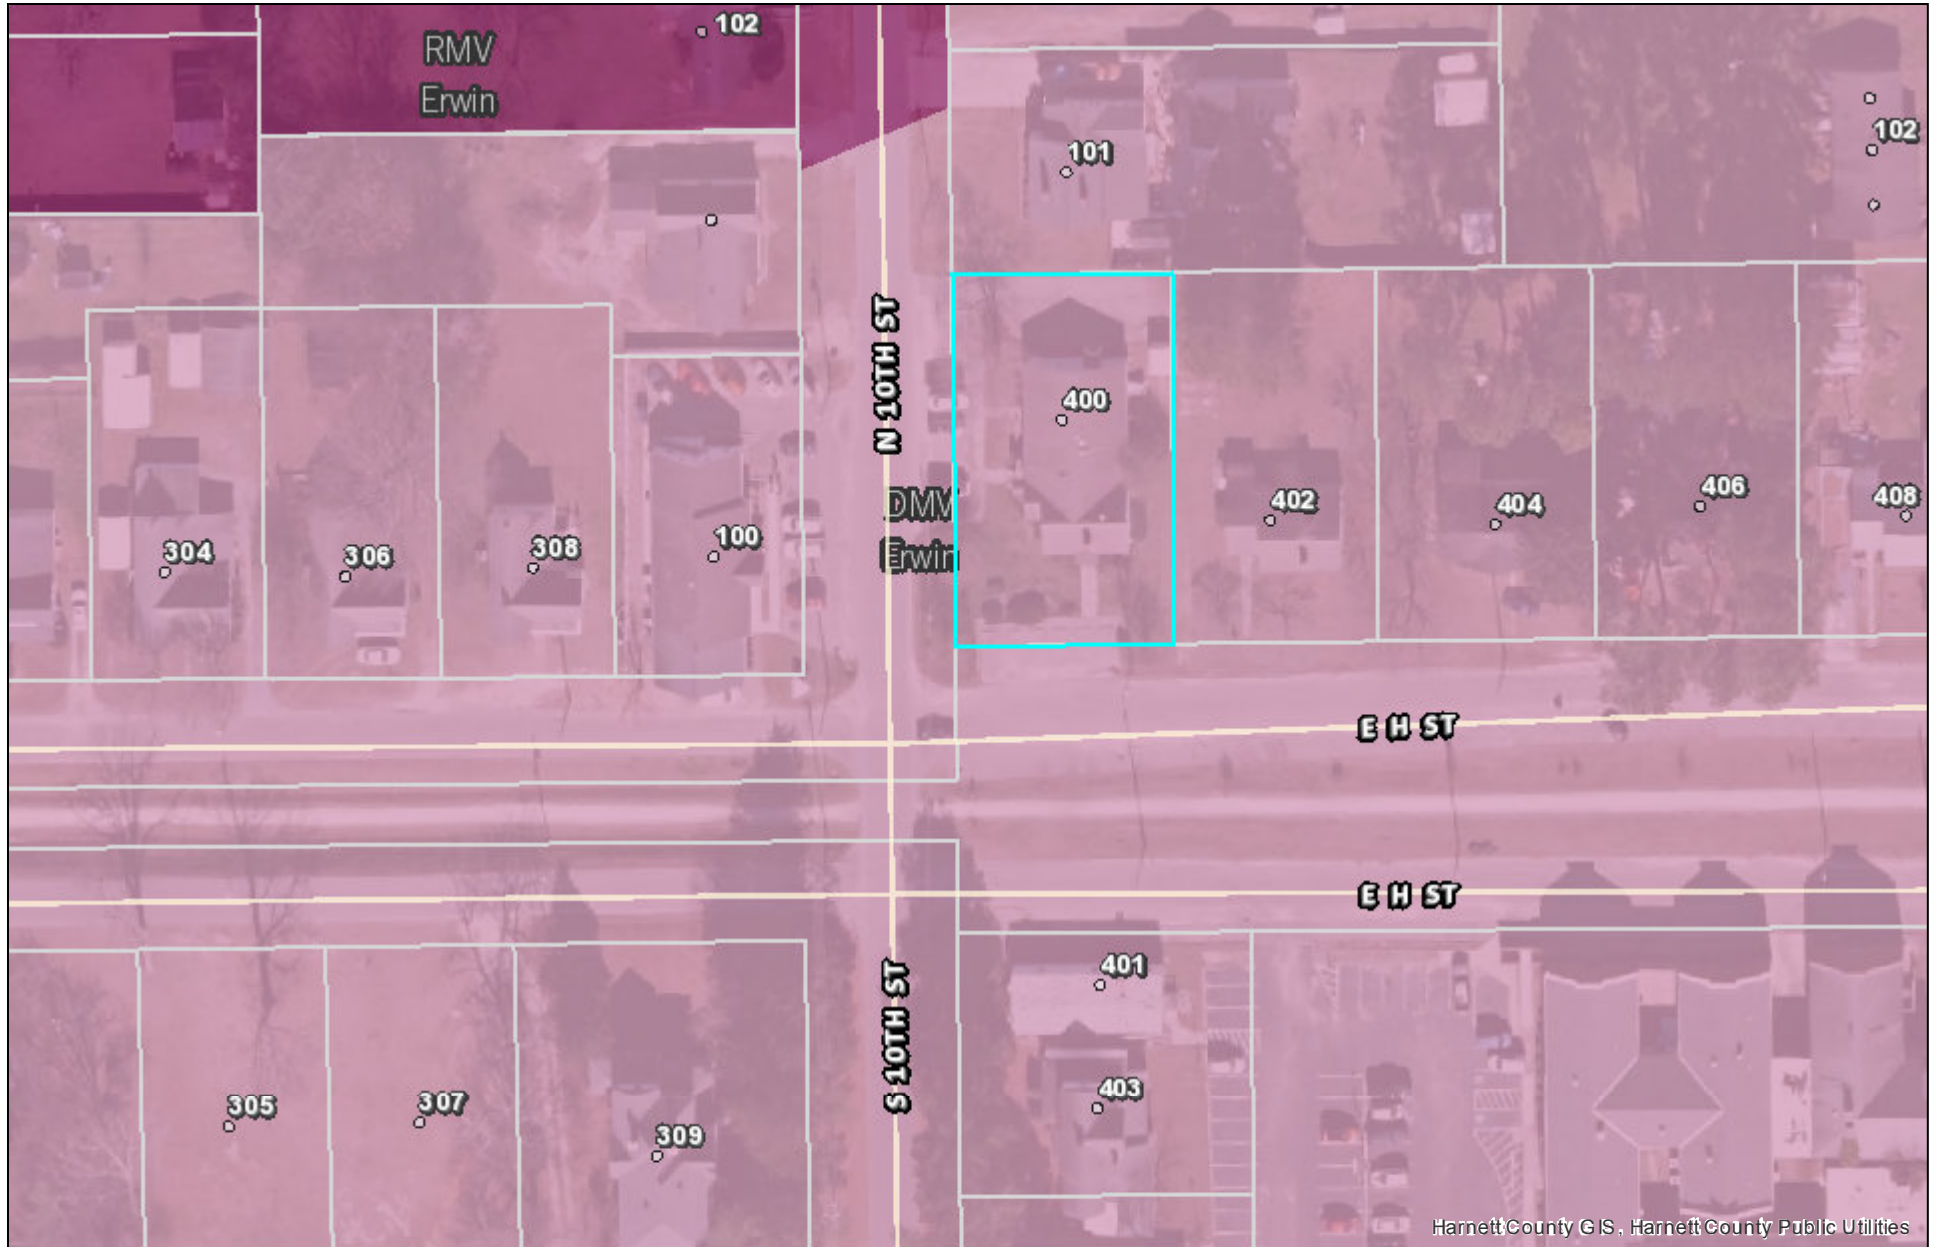 102
RMV
Erwin
101
102
N 10TH ST
400
402
404
406
408
DMV
Erwin
304
306
308
100
E H ST
E H ST
S 10TH ST
401
403
305
307
309
Harnett County GIS, Harnett County Public Utilities